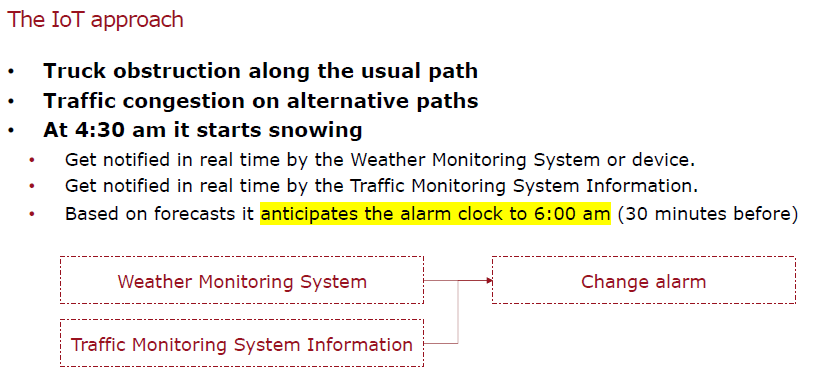 The IoT approach
• Truck obstruction along the usual path
• Traffic congestion on alternative paths
• At 4:30 am it starts snowing
• Get notified in real time by the Weather Monitoring System or device.
• Get notified in real time by the Traffic Monitoring System Information.
• Based on forecasts it anticipates the alarm clock to 6:00 am (30 minutes before)
Weather Monitoring System
Change alarm
Traffic Monitoring System Information